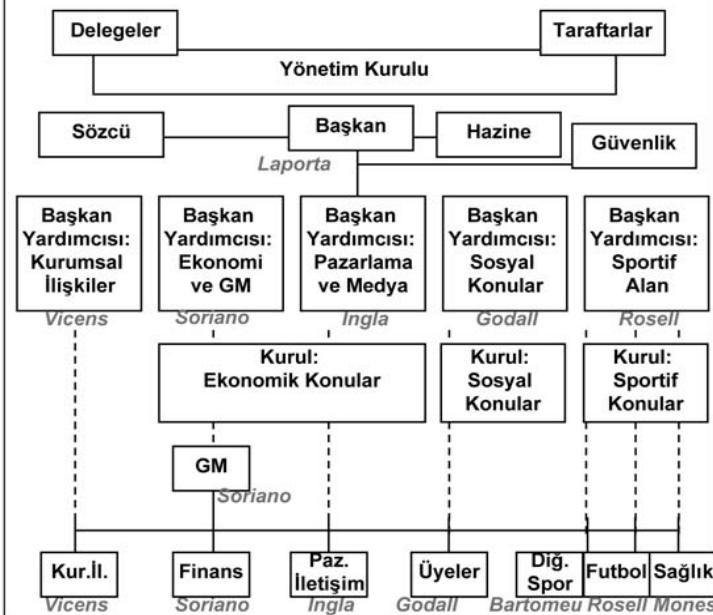 Delegeler
Taraftarlar
Yönetim Kurulu
Sözcü
Başkan
Hazine
Güvenlik
Laporta
Başkan
Yardımcısı:
Kurumsal
İlişkiler
Başkan
Yardımcısı:
Ekonomi
ve GM
Başkan
Yardımcısı:
Pazarlama
ve Medya
Başkan
Yardımcısı:
Sosyal
Konular
Başkan
Yardımcısı:
Sportif
Alan
Vicens
Soriano
Ingla
Godall
Rosell
Kurul:
Ekonomik Konular
Kurul:
Sosyal
Konular
Kurul:
Sportif
Konular
GM
Soriano
Kur.İl.
Finans
Paz.
İletişim
Üyeler
Diğ.
Spor
Futbol
Sağlık
Vicens
Soriano
Ingla
Godall
Bartomeu
Rosell
Mones